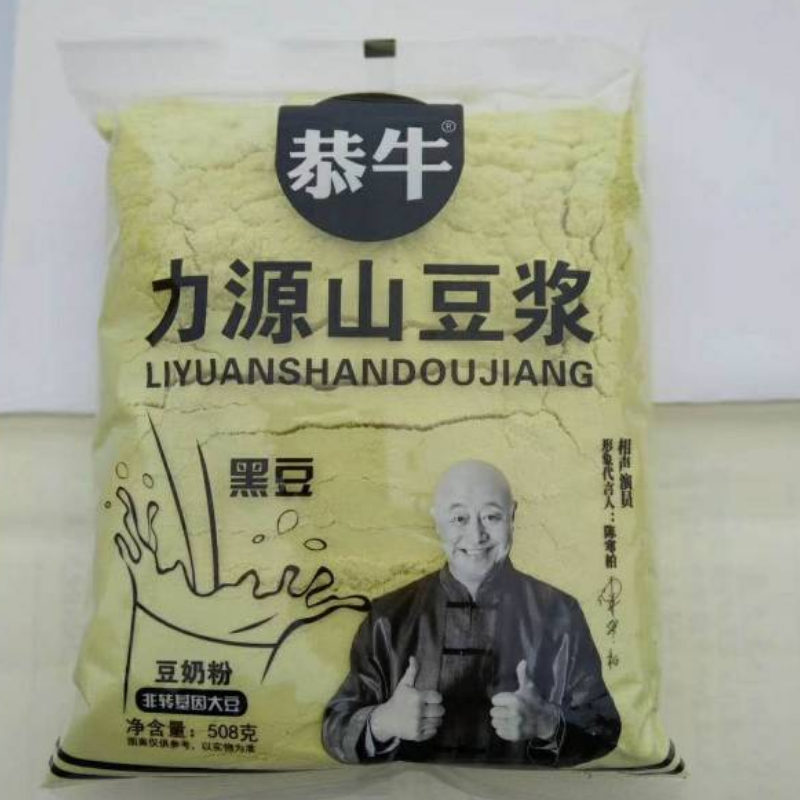 恭牛®
力源山豆浆
LIYUANSHANDOUJIANG
黑豆
相声演员
形象代言人：陈寒柏
豆奶粉
非转基因大豆
净含量：508克
图案仅供参考，以实物为准